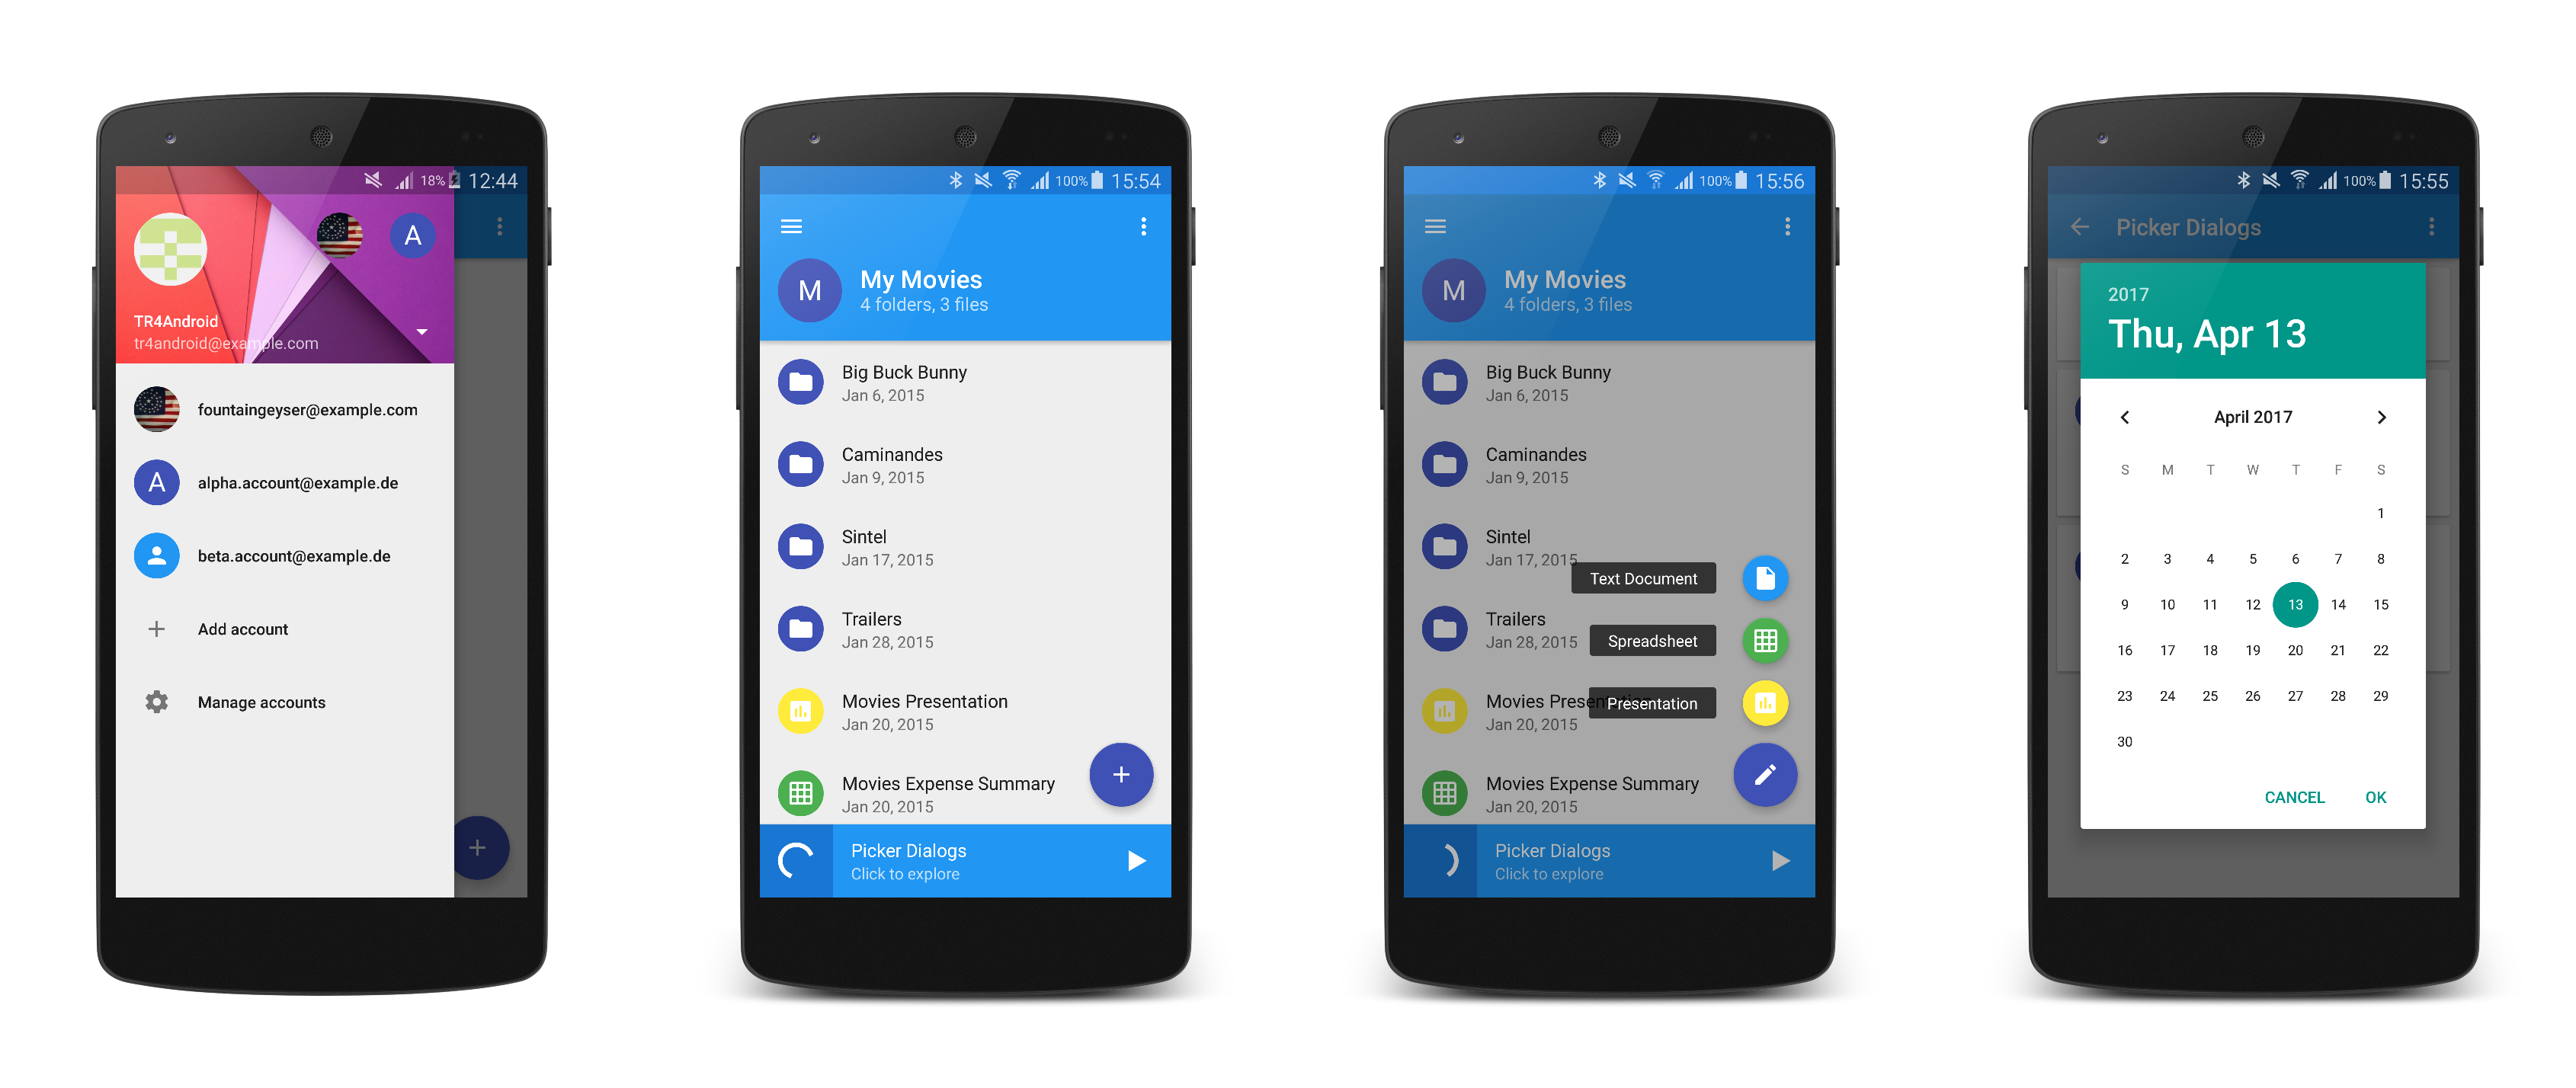 18% 12:44
A
TR4Android
tr4android@example.com
fountaingeyser@example.com
A alpha.account@example.de
beta.account@example.de
Add account
Manage accounts
100% 15:54
M
My Movies
4 folders, 3 files
Big Buck Bunny
Jan 6, 2015
Caminandes
Jan 9, 2015
Sintel
Jan 17, 2015
Trailers
Jan 28, 2015
Movies Presentation
Jan 20, 2015
Movies Expense Summary
Jan 20, 2015
Picker Dialogs
Click to explore
100% 15:56
M
My Movies
4 folders, 3 files
Big Buck Bunny
Jan 6, 2015
Caminandes
Jan 9, 2015
Sintel
Jan 17, 2015
Text Document
Trailers
Jan 28, 2015
Spreadsheet
Movies Presentation
Jan 20, 2015
Presentation
Movies Expense Summary
Jan 20, 2015
Picker Dialogs
Click to explore
100% 15:55
Picker Dialogs
2017
Thu, Apr 13
April 2017
S M T W T F S
1
2 3 4 5 6 7 8
9 10 11 12 13 14 15
16 17 18 19 20 21 22
23 24 25 26 27 28 29
30
CANCEL OK